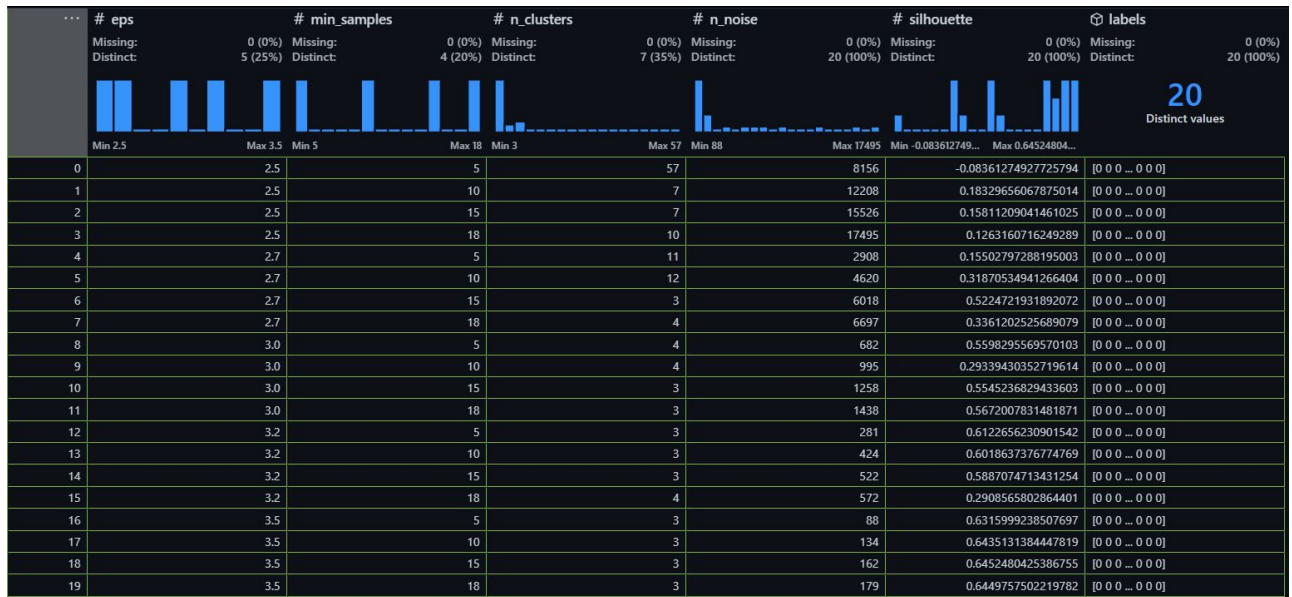 ... # eps # min_samples # n_clusters # n_noise # silhouette labels
Missing: 0 (0%) Missing: 0 (0%) Missing: 0 (0%) Missing: 0 (0%) Missing: 0 (0%) Missing: 0 (0%)
Distinct: 5 (25%) Distinct: 4 (20%) Distinct: 7 (35%) Distinct: 20 (100%) Distinct: 20 (100%) Distinct: 20 (100%)
20
Distinct values
Min 2.5 Max 3.5 Min 5 Max 18 Min 3 Max 57 Min 88 Max 17495 Min -0.083612749... Max 0.64524804...
0 2.5 5 57 8156 -0.08361274927725794 [0 0 0 ... 0 0 0]
1 2.5 10 7 12208 0.18329656067875014 [0 0 0 ... 0 0 0]
2 2.5 15 7 15526 0.15811209041461025 [0 0 0 ... 0 0 0]
3 2.5 18 10 17495 0.1263160716249289 [0 0 0 ... 0 0 0]
4 2.7 5 11 2908 0.15502797288195003 [0 0 0 ... 0 0 0]
5 2.7 10 12 4620 0.31870534941266404 [0 0 0 ... 0 0 0]
6 2.7 15 3 6018 0.5224721931892072 [0 0 0 ... 0 0 0]
7 2.7 18 4 6697 0.3361202525689079 [0 0 0 ... 0 0 0]
8 3.0 5 4 682 0.5598295569570103 [0 0 0 ... 0 0 0]
9 3.0 10 4 995 0.29339430352719614 [0 0 0 ... 0 0 0]
10 3.0 15 3 1258 0.5545236829433603 [0 0 0 ... 0 0 0]
11 3.0 18 3 1438 0.5672007831481871 [0 0 0 ... 0 0 0]
12 3.2 5 3 281 0.6122656230901542 [0 0 0 ... 0 0 0]
13 3.2 10 3 424 0.6018637376774769 [0 0 0 ... 0 0 0]
14 3.2 15 3 522 0.5887074713431254 [0 0 0 ... 0 0 0]
15 3.2 18 4 572 0.2908565802864401 [0 0 0 ... 0 0 0]
16 3.5 5 3 88 0.6315999238507697 [0 0 0 ... 0 0 0]
17 3.5 10 3 134 0.6435131384447819 [0 0 0 ... 0 0 0]
18 3.5 15 3 162 0.6452480425386755 [0 0 0 ... 0 0 0]
19 3.5 18 3 179 0.6449757502219782 [0 0 0 ... 0 0 0]